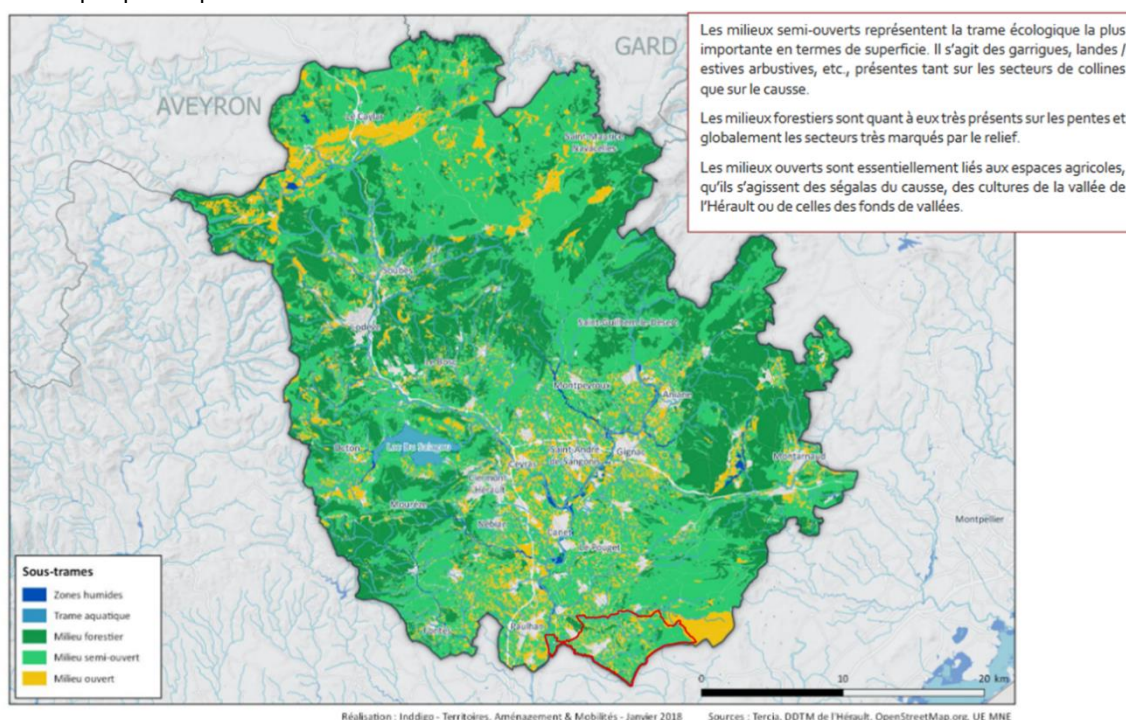 GARD
AVEYRON
Les milieux semi-ouverts représentent la trame écologique la plus
importante en termes de superficie. Il s'agit des garrigues, landes /
estives arbustives, etc., présentes tant sur les secteurs de collines
que sur le causse.
Les milieux forestiers sont quant à eux très présents sur les pentes et
globalement les secteurs très marqués par le relief.
Les milieux ouverts sont essentiellement liés aux espaces agricoles,
qu'ils s'agissent des ségalas du causse, des cultures de la vallée de
l'Hérault ou de celles des fonds de vallées.
Le Caylar
Saint-Maurice
Navacelles
Soubès
Lodève
Saint-Guilhem-le-Désert
Montpeyroux
Aniane
Octon
Lac Du Salagou
Ceyras
Saint-André
de-Sangonis
Gignac
Montarnaud
Clermont
Hérault
Mourèze
Nébian
Canet
Le Pouget
Montpellier
Paulhan
Sous-trames
Zones humides
Trame aquatique
Milieu forestier
Milieu semi-ouvert
Milieu ouvert
0 10 20 km
Réalisation : Inddigo - Territoires, Aménagement & Mobilités - Janvier 2018 Sources : Tercia, DDTM de l'Hérault, OpenStreetMap.org, UE MNE